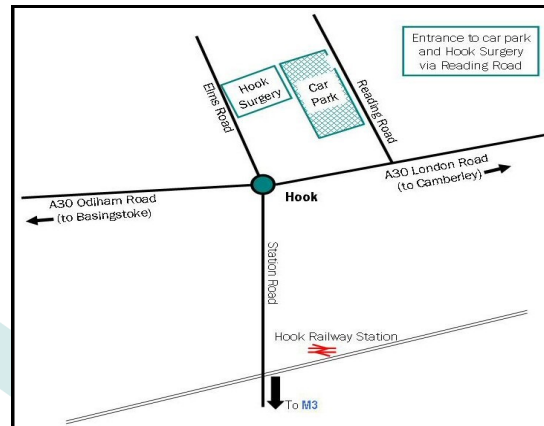 Entrance to car park
and Hook Surgery
via Reading Road
Elms Road
Hook
Surgery
Car
Park
Reading Road
A30 London Road
(to Camberley)
A30 Odiham Road
(to Basingstoke)
Hook
Station Road
Hook Railway Station
To M3